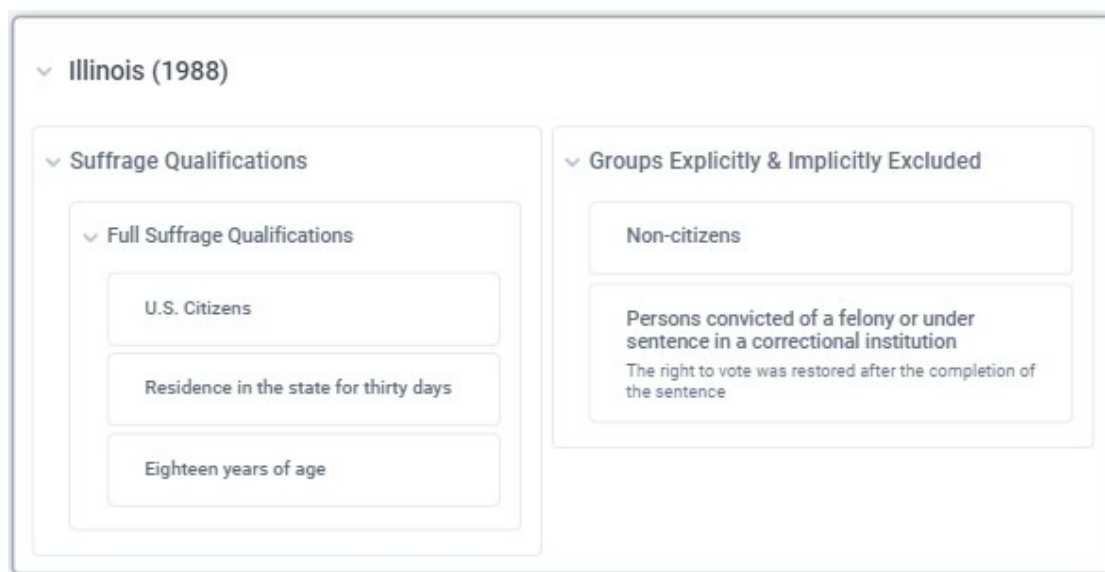 Illinois (1988)
Suffrage Qualifications
Full Suffrage Qualifications
U.S. Citizens
Residence in the state for thirty days
Eighteen years of age
Groups Explicitly & Implicitly Excluded
Non-citizens
Persons convicted of a felony or under
sentence in a correctional institution
The right to vote was restored after the completion of
the sentence